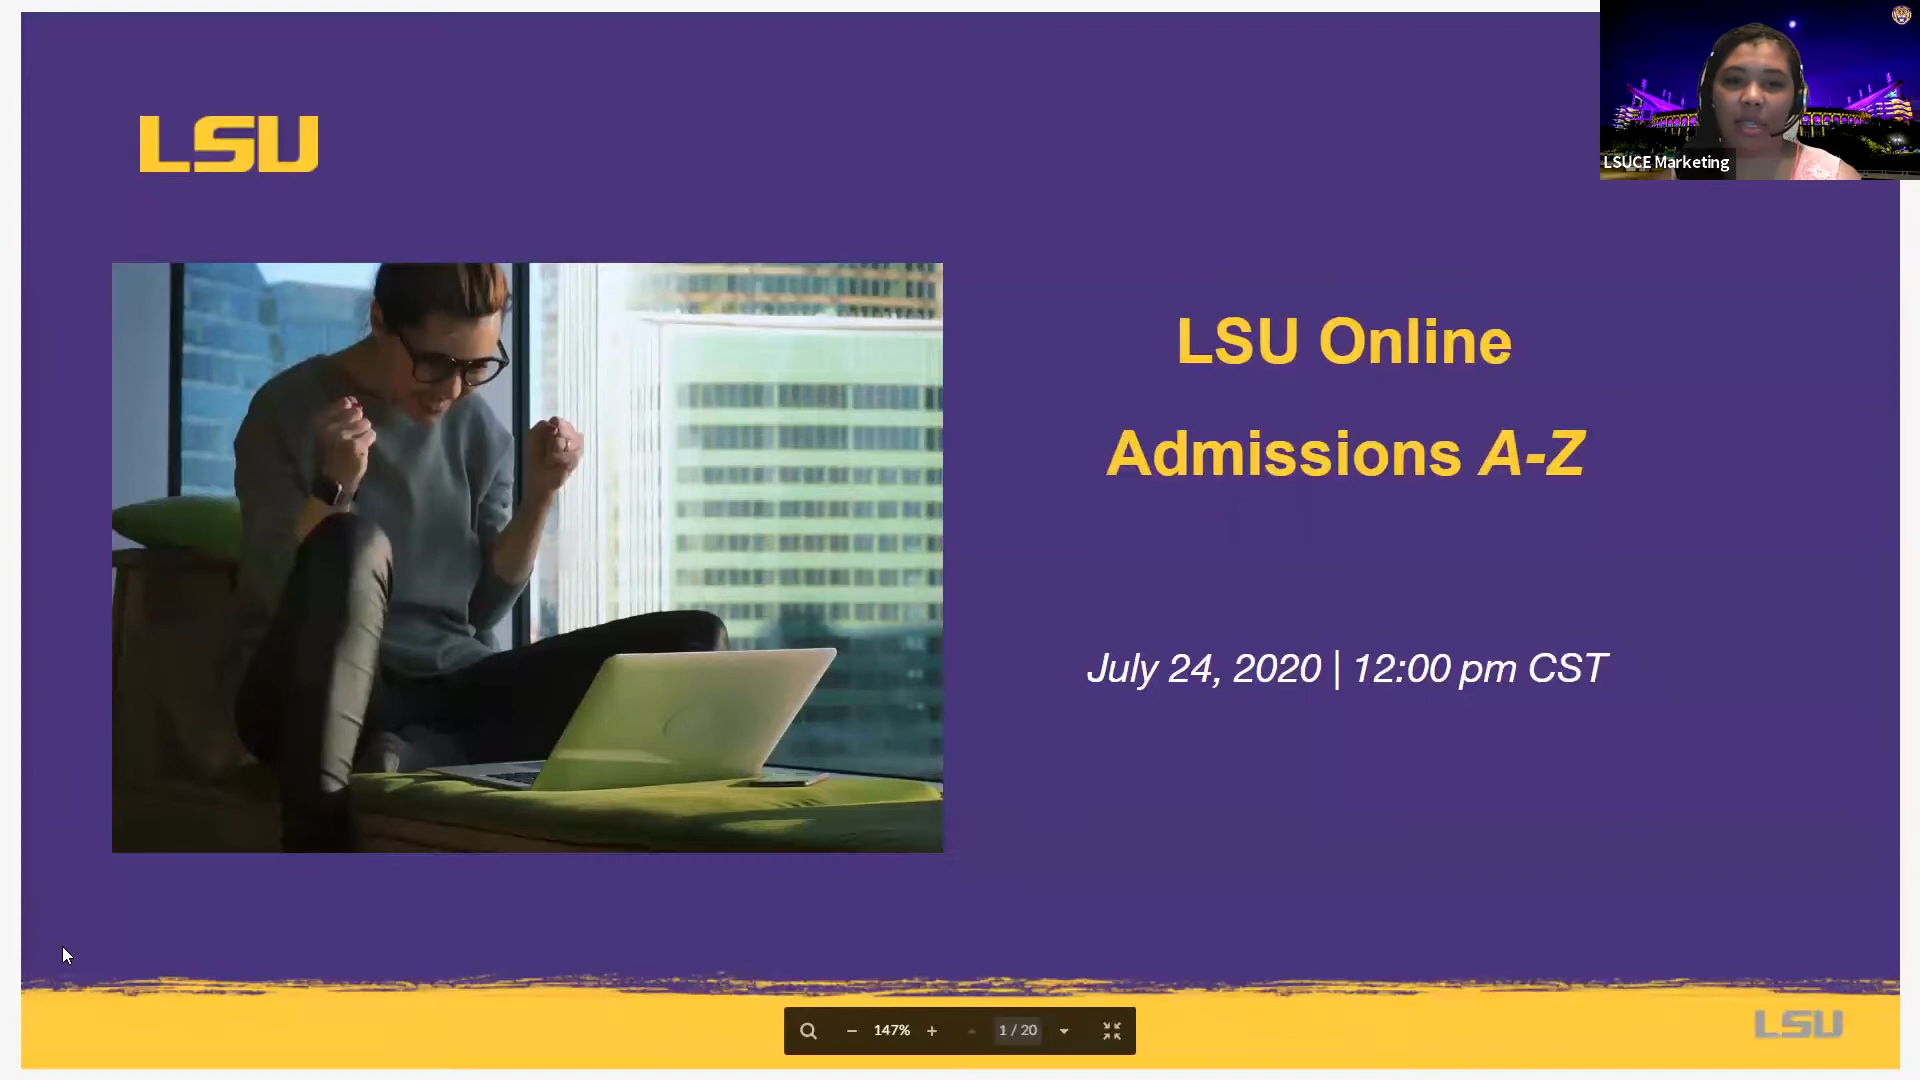 LSU
LSUCE Marketing
LSU Online
Admissions A-Z
July 24, 2020 | 12:00 pm CST
147%
1 / 20
LSU